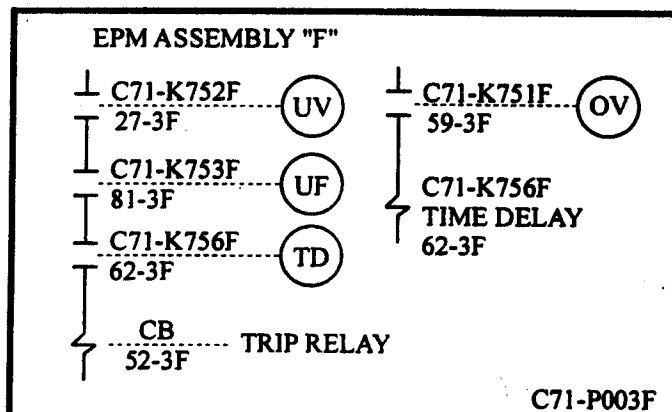 EPM ASSEMBLY "F"
C71-K752F
27-3F
UV
C71-K753F
81-3F
UF
C71-K756F
62-3F
TD
CB
52-3F
TRIP RELAY
C71-K751F
59-3F
OV
C71-K756F
TIME DELAY
62-3F
C71-P003F